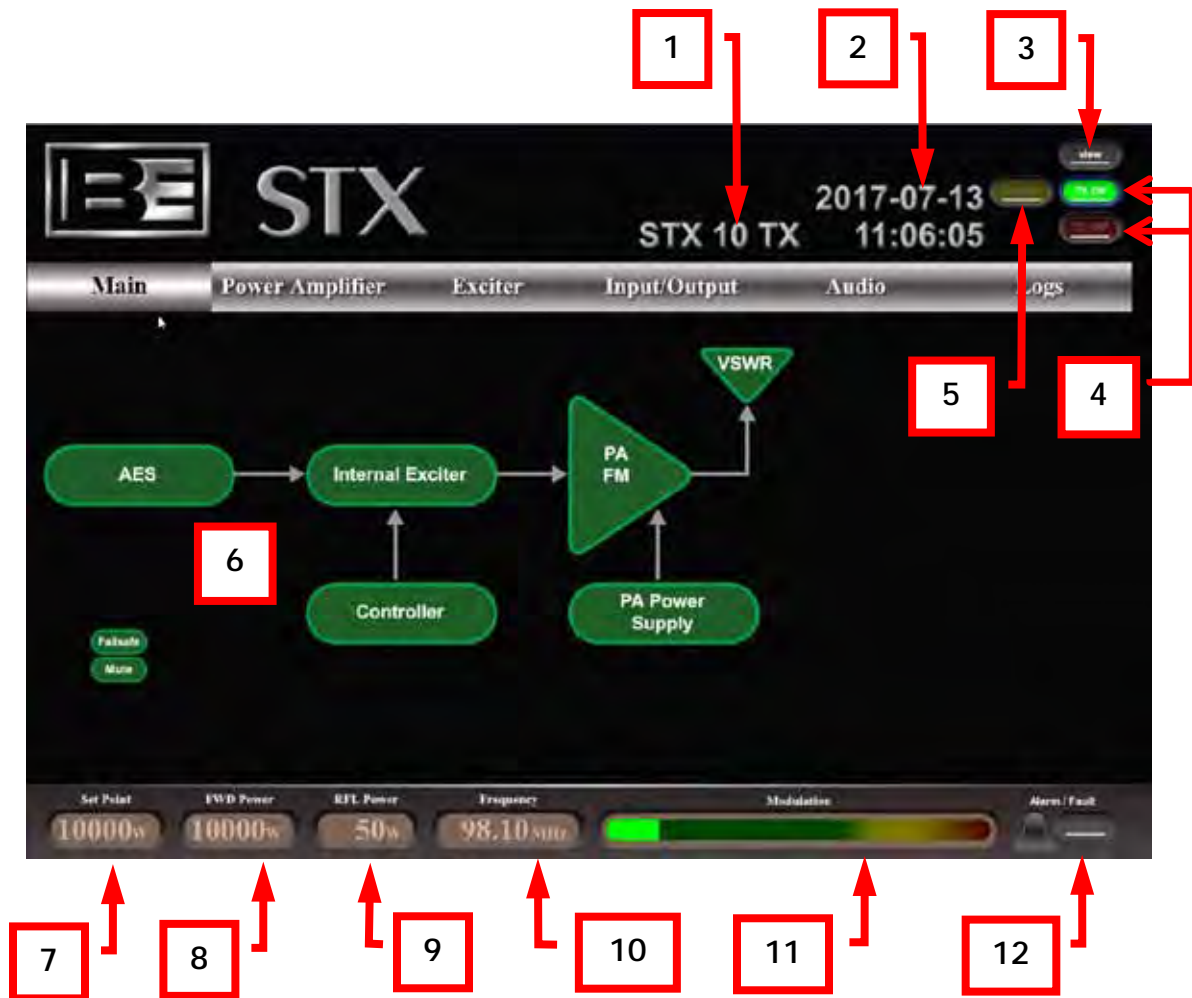 1 2 3
BE STX
view
2017-07-13
STX 10 TX 11:06:05
Main Power Amplifier Exciter Input/Output Audio Logs
VSWR
5 4
PA
FM
AES Internal Exciter
6
Controller
PA Power
Supply
Failsafe
Mute
Set Point FWD Power RFL Power Frequency Modulation Alarm / Fault
10000W 10000W 50W 98.10 MHz
7 8 9 10 11 12